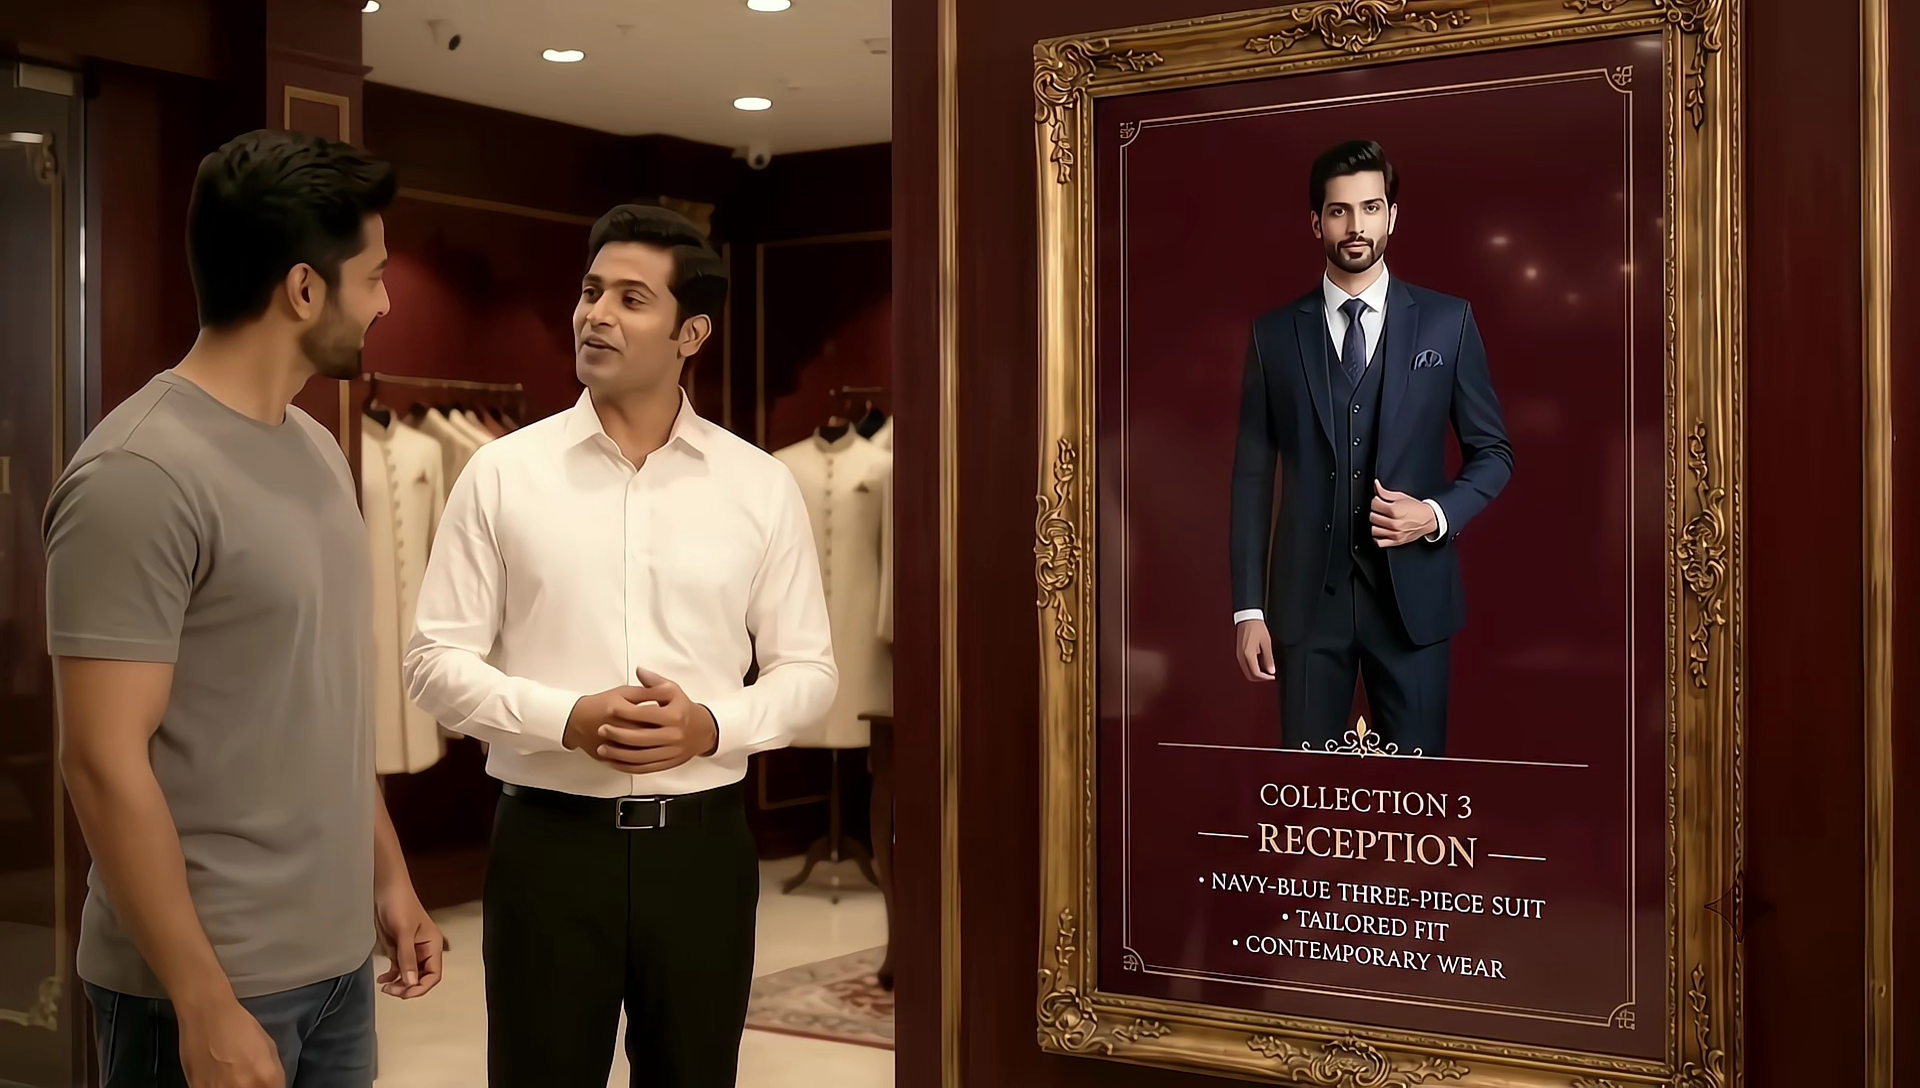 COLLECTION 3
RECEPTION
• NAVY-BLUE THREE-PIECE SUIT
• TAILORED FIT
• CONTEMPORARY WEAR